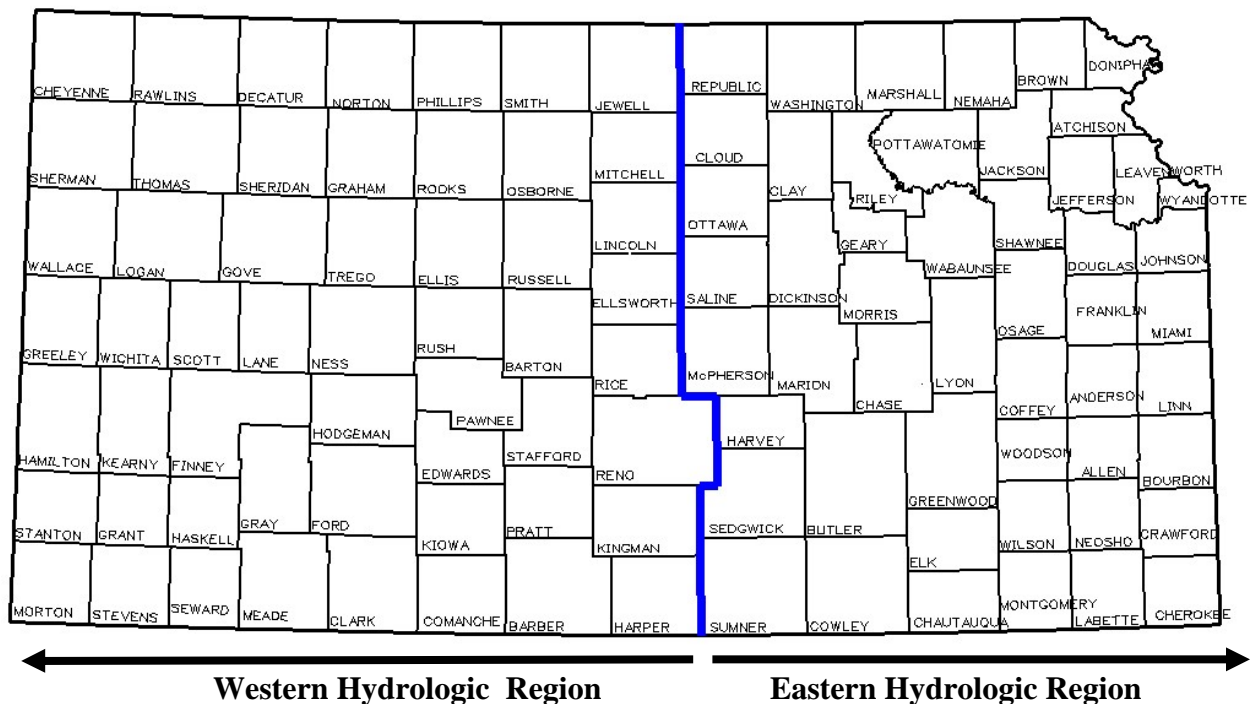 CHEYENNE RAWLINS DECATUR NORTON PHILLIPS SMITH JEWELL REPUBLIC WASHINGTON MARSHALL NEMAHA BROWN DONIPHAN
SHERMAN THOMAS SHERIDAN GRAHAM ROOKS OSBORNE MITCHELL CLOUD CLAY RILEY POTTAWATOMIE JACKSON ATCHISON
JEFFERSON LEAVENWORTH WYANDOTTE
LINCOLN OTTAWA
WALLACE LOGAN GOVE TREGO ELLIS RUSSELL ELLSWORTH SALINE DICKINSON GEARY WABAUNSEE SHAWNEE DOUGLAS JOHNSON
MORRIS OSAGE FRANKLIN MIAMI
GREELEY WICHITA SCOTT LANE NESS RUSH BARTON RICE McPHERSON MARION CHASE LYON COFFEY ANDERSON LINN
HAMILTON KEARNY FINNEY HODGEMAN PAWNEE STAFFORD RENO HARVEY
EDWARDS GREENWOOD WOODSON ALLEN BOURBON
STANTON GRANT HASKELL GRAY FORD KIOWA PRATT KINGMAN SEDGWICK BUTLER ELK WILSON NEOSHO CRAWFORD
MORTON STEVENS SEWARD MEADE CLARK COMANCHE BARBER HARPER SUMNER COWLEY CHAUTAUQUA MONTGOMERY LABETTE CHEROKEE
Western Hydrologic Region Eastern Hydrologic Region